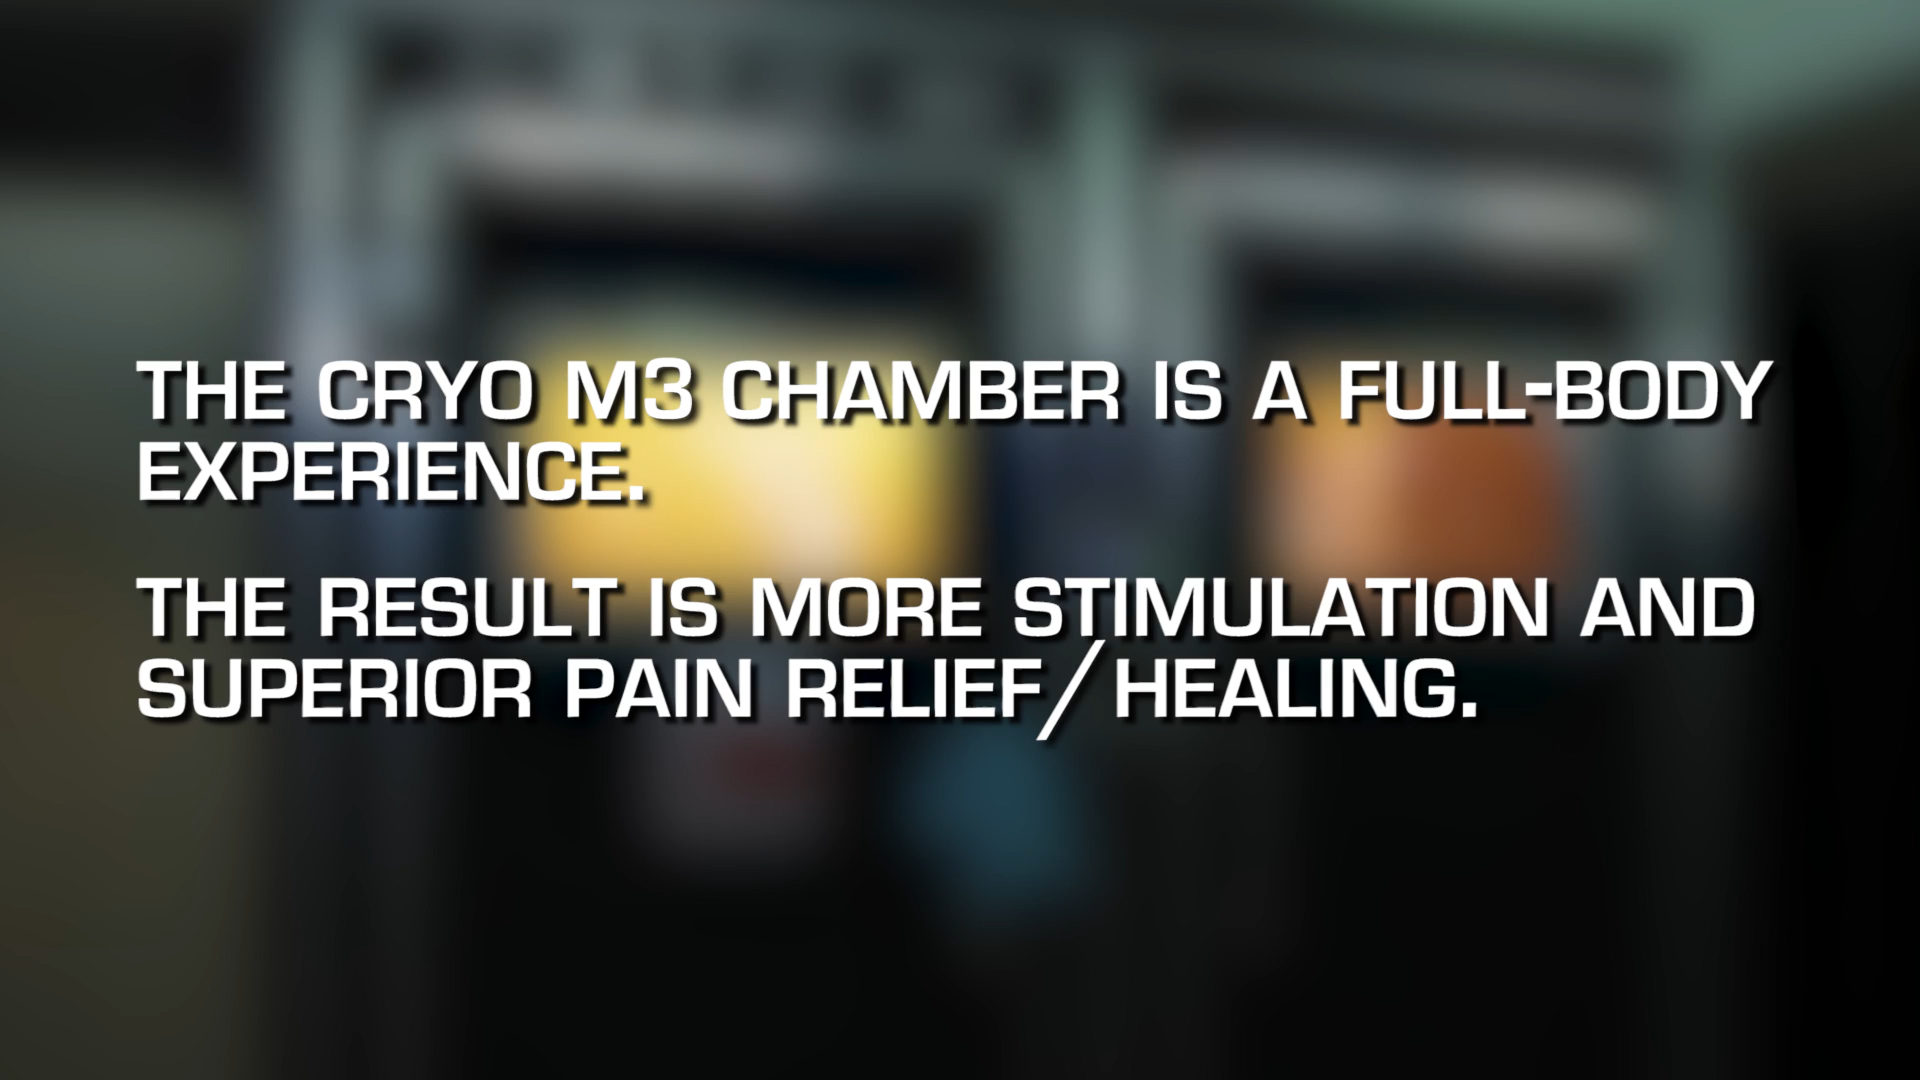 THE CRYO M3 CHAMBER IS A FULL-BODY
EXPERIENCE.
THE RESULT IS MORE STIMULATION AND
SUPERIOR PAIN RELIEF/HEALING.